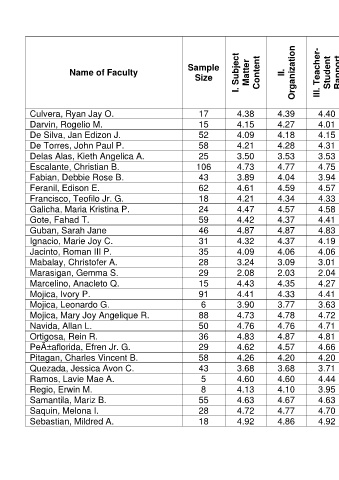 Name of Faculty Sample Size I. Subject Matter Content II. Organization III. Teacher-Student Rapport
Culvera, Ryan Jay O. 17 4.38 4.39 4.40
Darvin, Rogelio M. 15 4.15 4.27 4.01
De Silva, Jan Edizon J. 52 4.09 4.18 4.15
De Torres, John Paul P. 58 4.21 4.28 4.31
Delas Alas, Kieth Angelica A. 25 3.50 3.53 3.53
Escalante, Christian B. 106 4.73 4.77 4.75
Fabian, Debbie Rose B. 43 3.89 4.04 3.94
Feranil, Edison E. 62 4.61 4.59 4.57
Francisco, Teofilo Jr. G. 18 4.21 4.34 4.33
Galicha, Maria Kristina P. 24 4.47 4.57 4.58
Gote, Fahad T. 59 4.42 4.37 4.41
Guban, Sarah Jane 46 4.87 4.87 4.83
Ignacio, Marie Joy C. 31 4.32 4.37 4.19
Jacinto, Roman III P. 35 4.09 4.06 4.06
Mabalay, Christofer A. 28 3.24 3.09 3.01
Marasigan, Gemma S. 29 2.08 2.03 2.04
Marcelino, Anacleto Q. 15 4.43 4.35 4.27
Mojica, Ivory P. 91 4.41 4.33 4.41
Mojica, Leonardo G. 6 3.90 3.77 3.63
Mojica, Mary Joy Angelique R. 88 4.73 4.78 4.72
Navida, Allan L. 50 4.76 4.76 4.71
Ortigosa, Rein R. 36 4.83 4.87 4.81
PeÃ±aflorida, Efren Jr. G. 29 4.62 4.57 4.66
Pitagan, Charles Vincent B. 58 4.26 4.20 4.20
Quezada, Jessica Avon C. 43 3.68 3.68 3.71
Ramos, Lavie Mae A. 5 4.60 4.60 4.44
Regio, Erwin M. 8 4.13 4.10 3.95
Samantila, Mariz B. 55 4.63 4.67 4.63
Saquin, Melona I. 28 4.72 4.77 4.70
Sebastian, Mildred A. 18 4.92 4.86 4.92